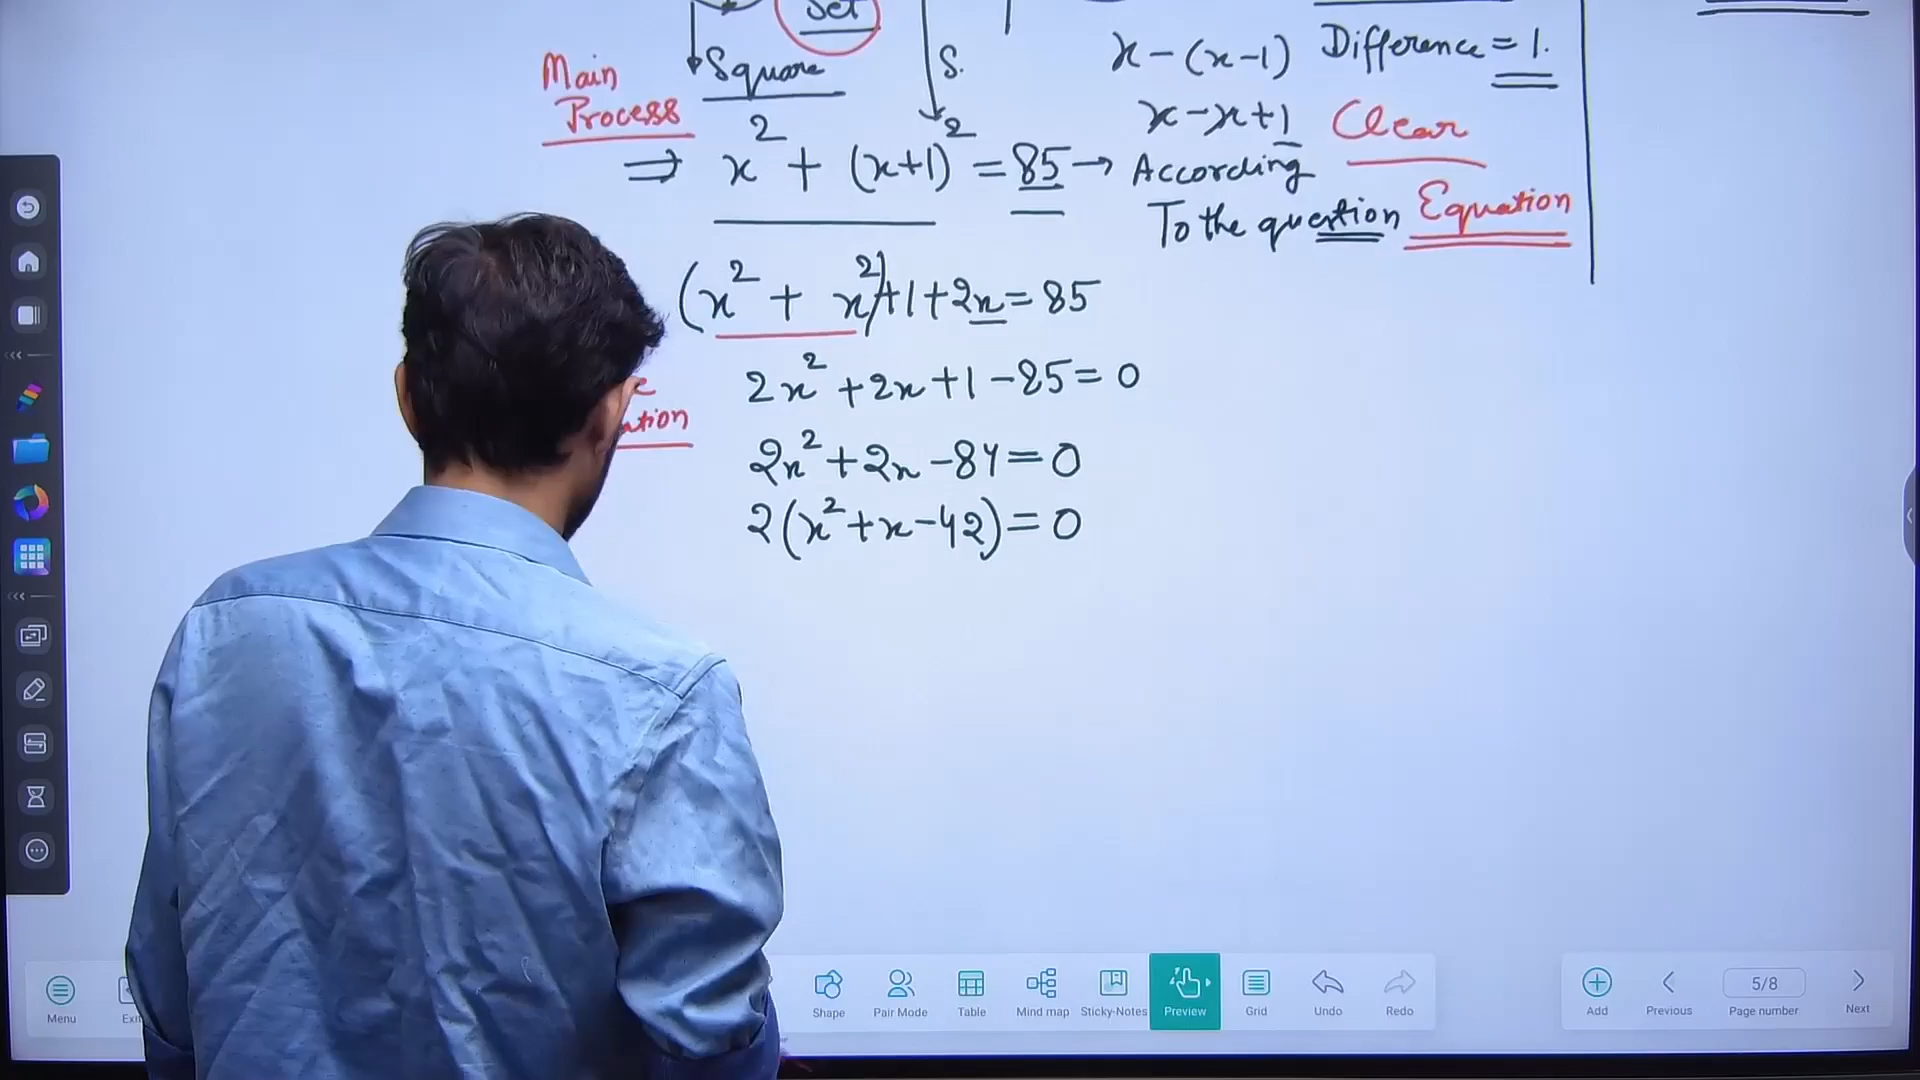 Set
Square
S.
Main
Process
x - (x-1) Difference = 1.
x - x + 1 Clear
⇒ x² + (x+1)² = 85 → According
To the question Equation
(x² + x²) + 1 + 2x = 85
2x² + 2x + 1 - 85 = 0
2x² + 2x - 84 = 0
2(x² + x - 42) = 0
Menu
Shape
Pair Mode
Table
Mind map
Sticky-Notes
Preview
Grid
Undo
Redo
Add
Previous
5/8
Page number
Next